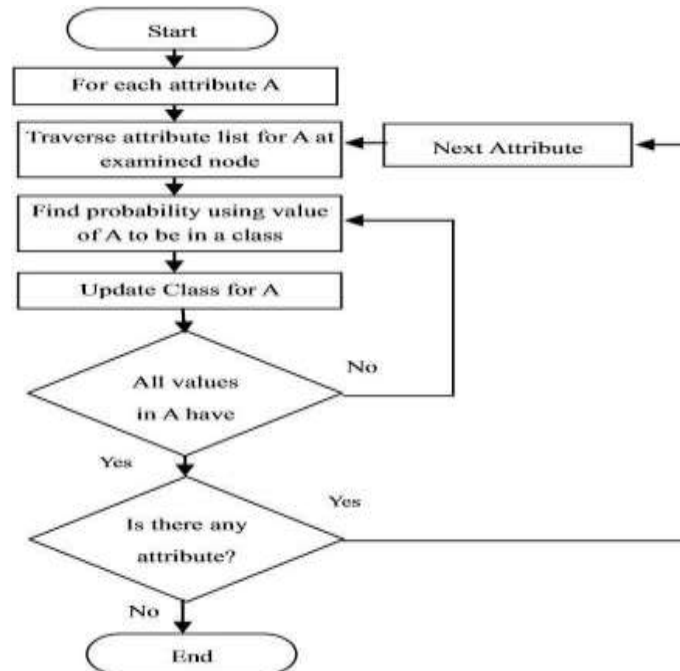 Start
For each attribute A
Traverse attribute list for A at
examined node
Next Attribute
Find probability using value
of A to be in a class
Update Class for A
No
All values
in A have
Yes
Yes
Is there any
attribute?
No
End